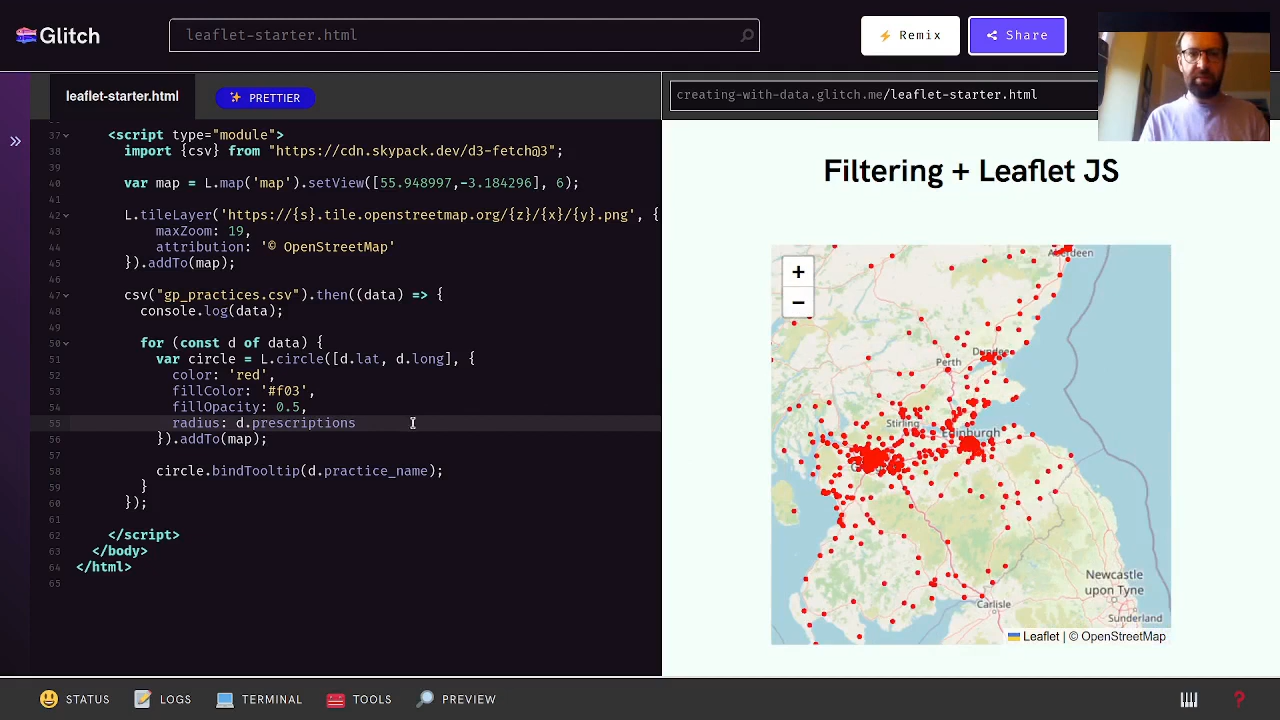 Glitch
leaflet-starter.html
Remix
Share
leaflet-starter.html
PRETTIER
creating-with-data.glitch.me/leaflet-starter.html
37 <script type="module">
38 import {csv} from "https://cdn.skypack.dev/d3-fetch@3";
39
40 var map = L.map('map').setView([55.948997,-3.184296], 6);
41
42 L.tileLayer('https://{s}.tile.openstreetmap.org/{z}/{x}/{y}.png', {
43 maxZoom: 19,
44 attribution: '© OpenStreetMap'
45 }).addTo(map);
46
47 csv("gp_practices.csv").then((data) => {
48 console.log(data);
49
50 for (const d of data) {
51 var circle = L.circle([d.lat, d.long], {
52 color: 'red',
53 fillColor: '#f03',
54 fillOpacity: 0.5,
55 radius: d.prescriptions
56 }).addTo(map);
57
58 circle.bindTooltip(d.practice_name);
59 }
60 });
61
62 </script>
63 </body>
64 </html>
65
Filtering + Leaflet JS
+
−
Aberdeen
Dundee
Perth
Stirling
Edinburgh
Newcastle
upon Tyne
Carlisle
Sunderland
Leaflet | © OpenStreetMap
STATUS
LOGS
TERMINAL
TOOLS
PREVIEW
?